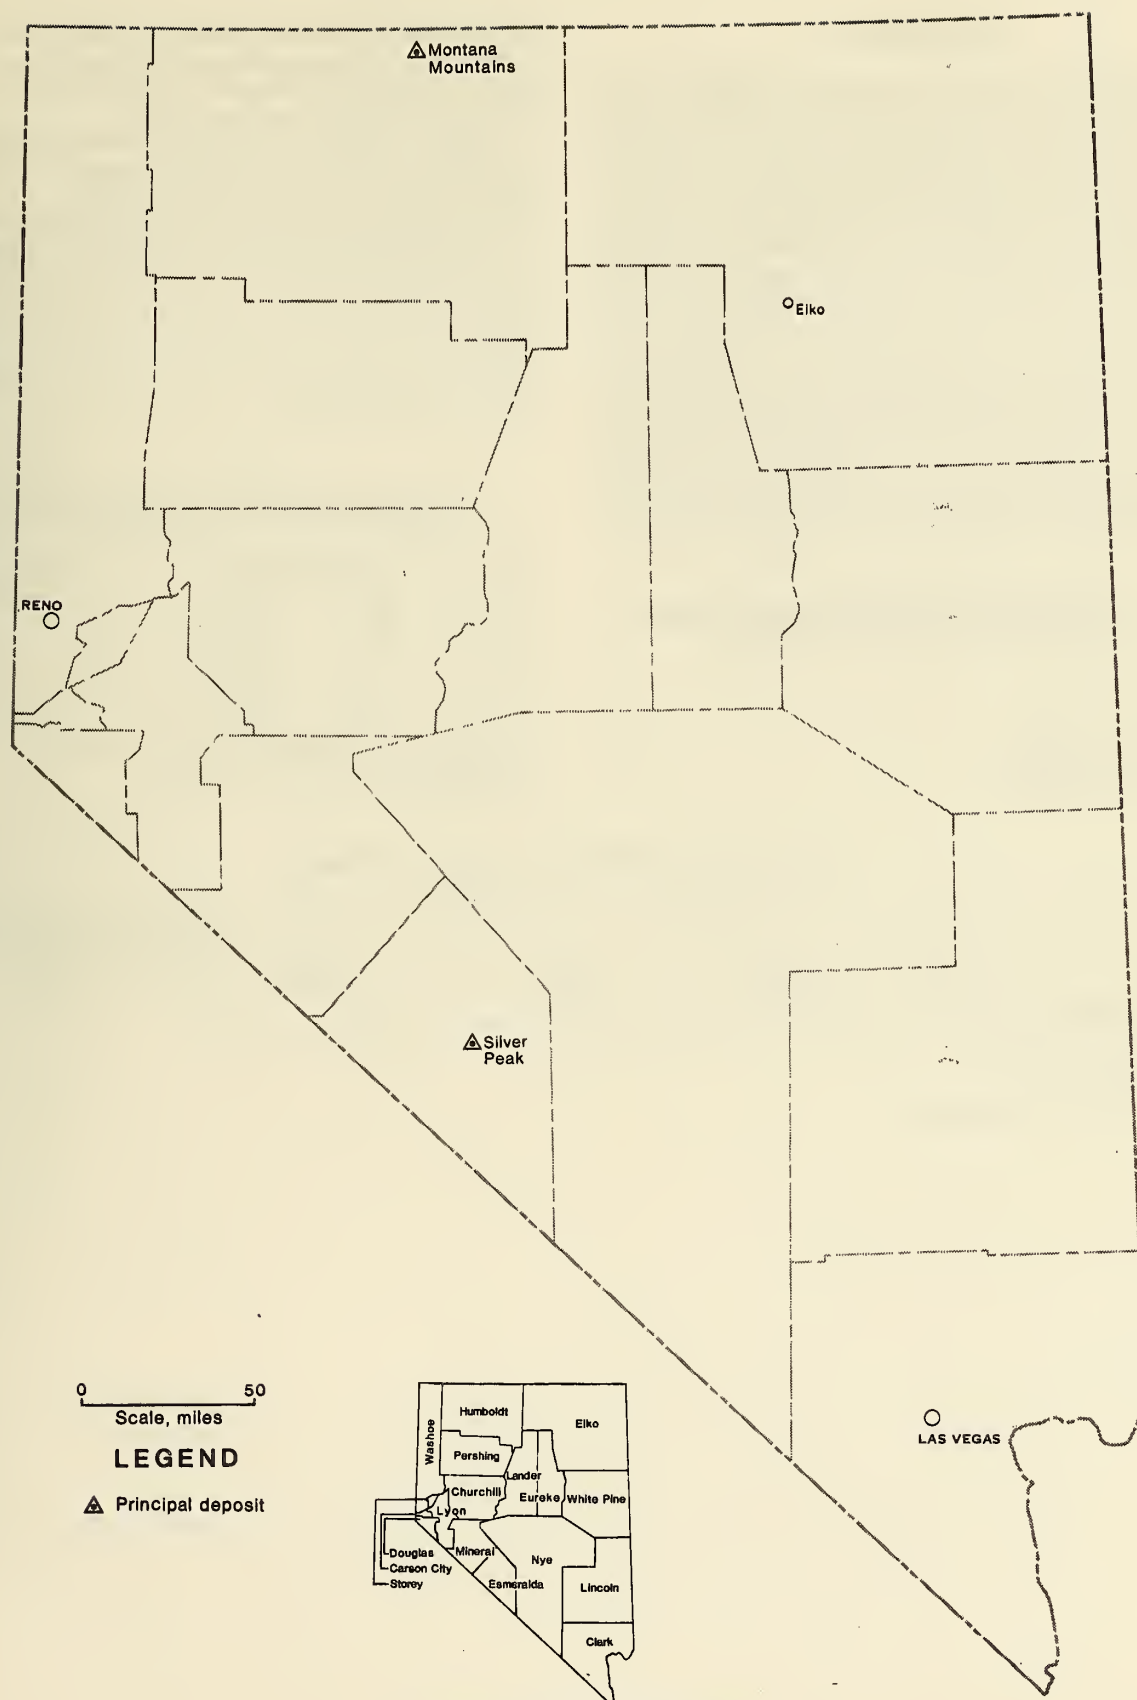 Montana
Mountains
Elko
RENO
Silver
Peak
0 50
Scale, miles
LEGEND
Principal deposit
LAS VEGAS
Washoe
Humboldt
Elko
Pershing
Lander
Churchill
Eureka
White Pine
Lyon
Douglas
Mineral
Nye
Carson City
Storey
Esmeralda
Lincoln
Clark